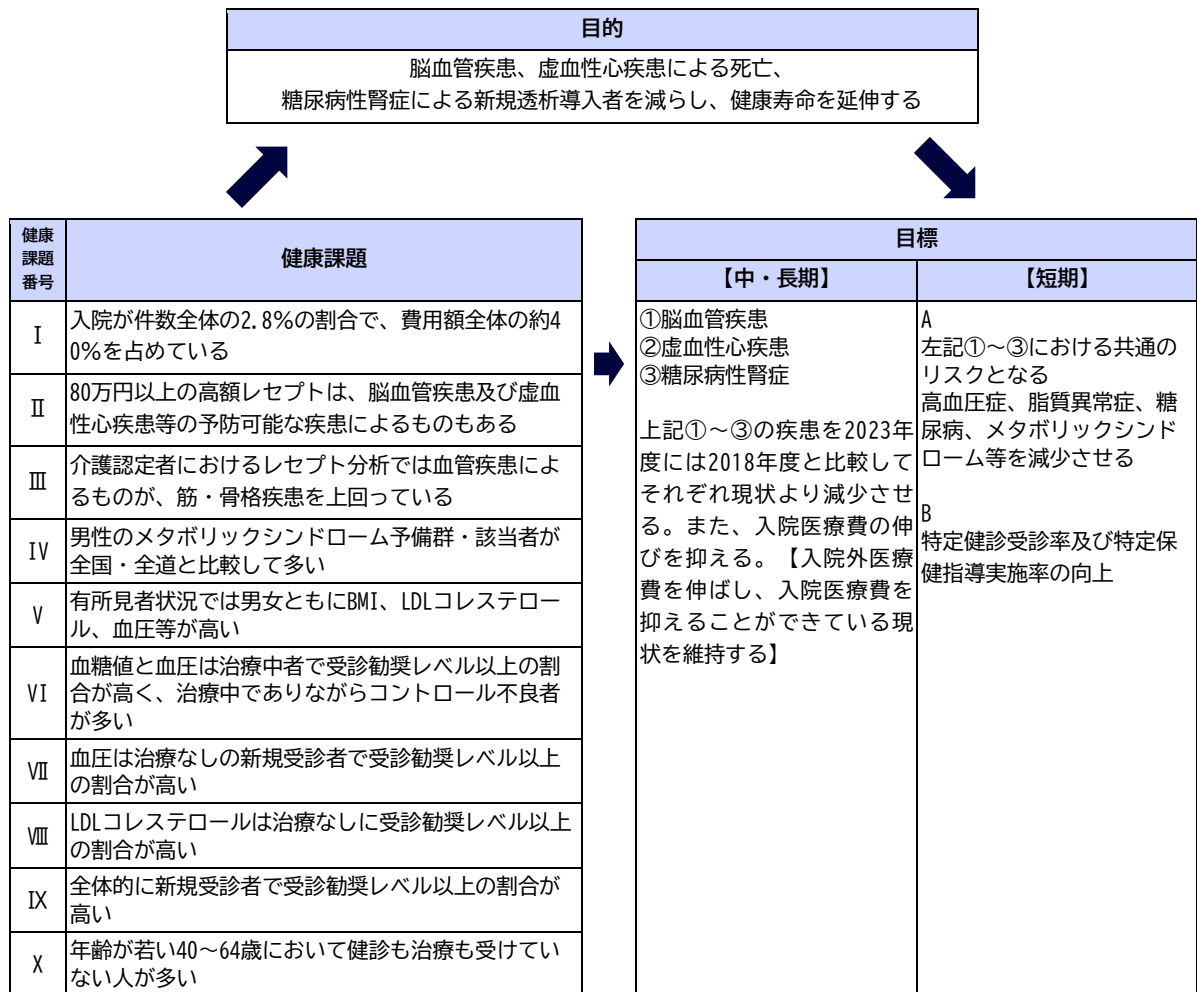 目的
脳血管疾患、虚血性心疾患による死亡、
糖尿病性腎症による新規透析導入者を減らし、健康寿命を延伸する
健康
課題
番号
健康課題
Ⅰ
入院が件数全体の2.8%の割合で、費用額全体の約4
0%を占めている
Ⅱ
80万円以上の高額レセプトは、脳血管疾患及び虚血
性心疾患等の予防可能な疾患によるものもある
Ⅲ
介護認定者におけるレセプト分析では血管疾患によ
るものが、筋・骨格疾患を上回っている
IV
男性のメタボリックシンドローム予備群・該当者が
全国・全道と比較して多い
V
有所見者状況では男女ともにBMI、LDLコレステロー
ル、血圧等が高い
VI
血糖値と血圧は治療中者で受診勧奨レベル以上の割
合が高く、治療中でありながらコントロール不良者
が多い
Ⅶ
血圧は治療なしの新規受診者で受診勧奨レベル以上
の割合が高い
Ⅷ
LDLコレステロールは治療なしに受診勧奨レベル以上
の割合が高い
IX
全体的に新規受診者で受診勧奨レベル以上の割合が
高い
X
年齢が若い40～64歳において健診も治療も受けてい
ない人が多い
目標
【中・長期】
【短期】
①脳血管疾患
②虚血性心疾患
③糖尿病性腎症
上記①～③の疾患を2023年
度には2018年度と比較して
それぞれ現状より減少させ
る。また、入院医療費の伸
びを抑える。【入院外医療
費を伸ばし、入院医療費を
抑えることができている現
状を維持する】
A
左記①～③における共通の
リスクとなる
高血圧症、脂質異常症、糖
尿病、メタボリックシンド
ローム等を減少させる
B
特定健診受診率及び特定保
健指導実施率の向上